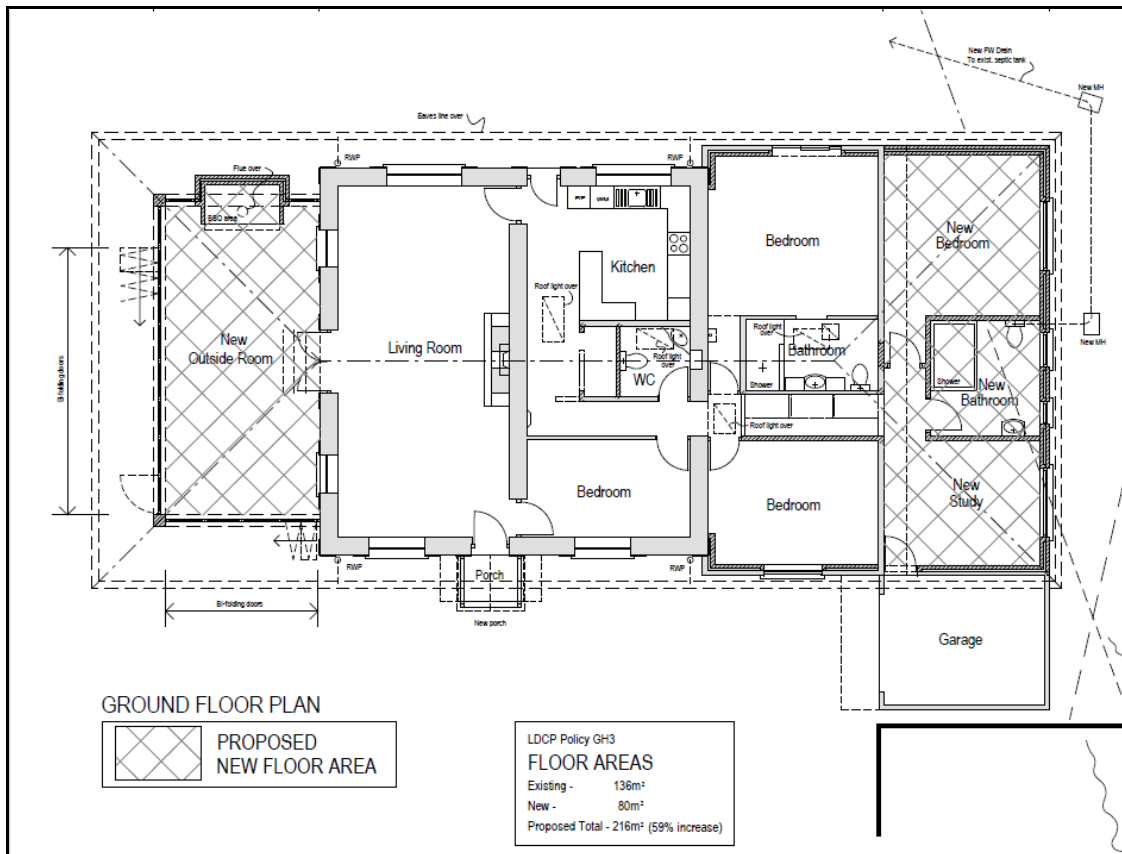 New FW Drain
To exist. septic tank
New MH
Eaves line over
RWP
RWP
Flue over
BBQ area
Bedroom
New
Bedroom
Kitchen
Roof light over
Bi-folding doors
New
Outside Room
Living Room
Roof light
over
WC
Roof light
over
Bathroom
Shower
Shower
New
Bathroom
New MH
Roof light over
Bedroom
Bedroom
New
Study
RWP
RWP
Porch
New porch
Bi-folding doors
Garage
GROUND FLOOR PLAN
PROPOSED
NEW FLOOR AREA
LDCP Policy GH3
FLOOR AREAS
Existing - 136m²
New - 80m²
Proposed Total - 216m² (59% increase)